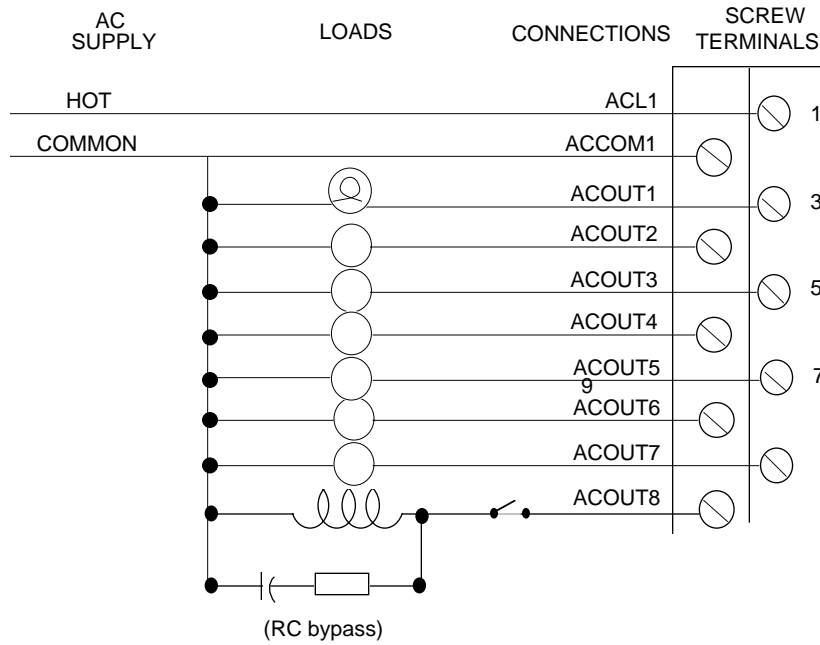 AC SUPPLY
LOADS
CONNECTIONS
SCREW TERMINALS
HOT
ACL1
1
COMMON
ACCOM1
ACOUT1
3
ACOUT2
ACOUT3
5
ACOUT4
ACOUT5
7
9
ACOUT6
ACOUT7
ACOUT8
(RC bypass)